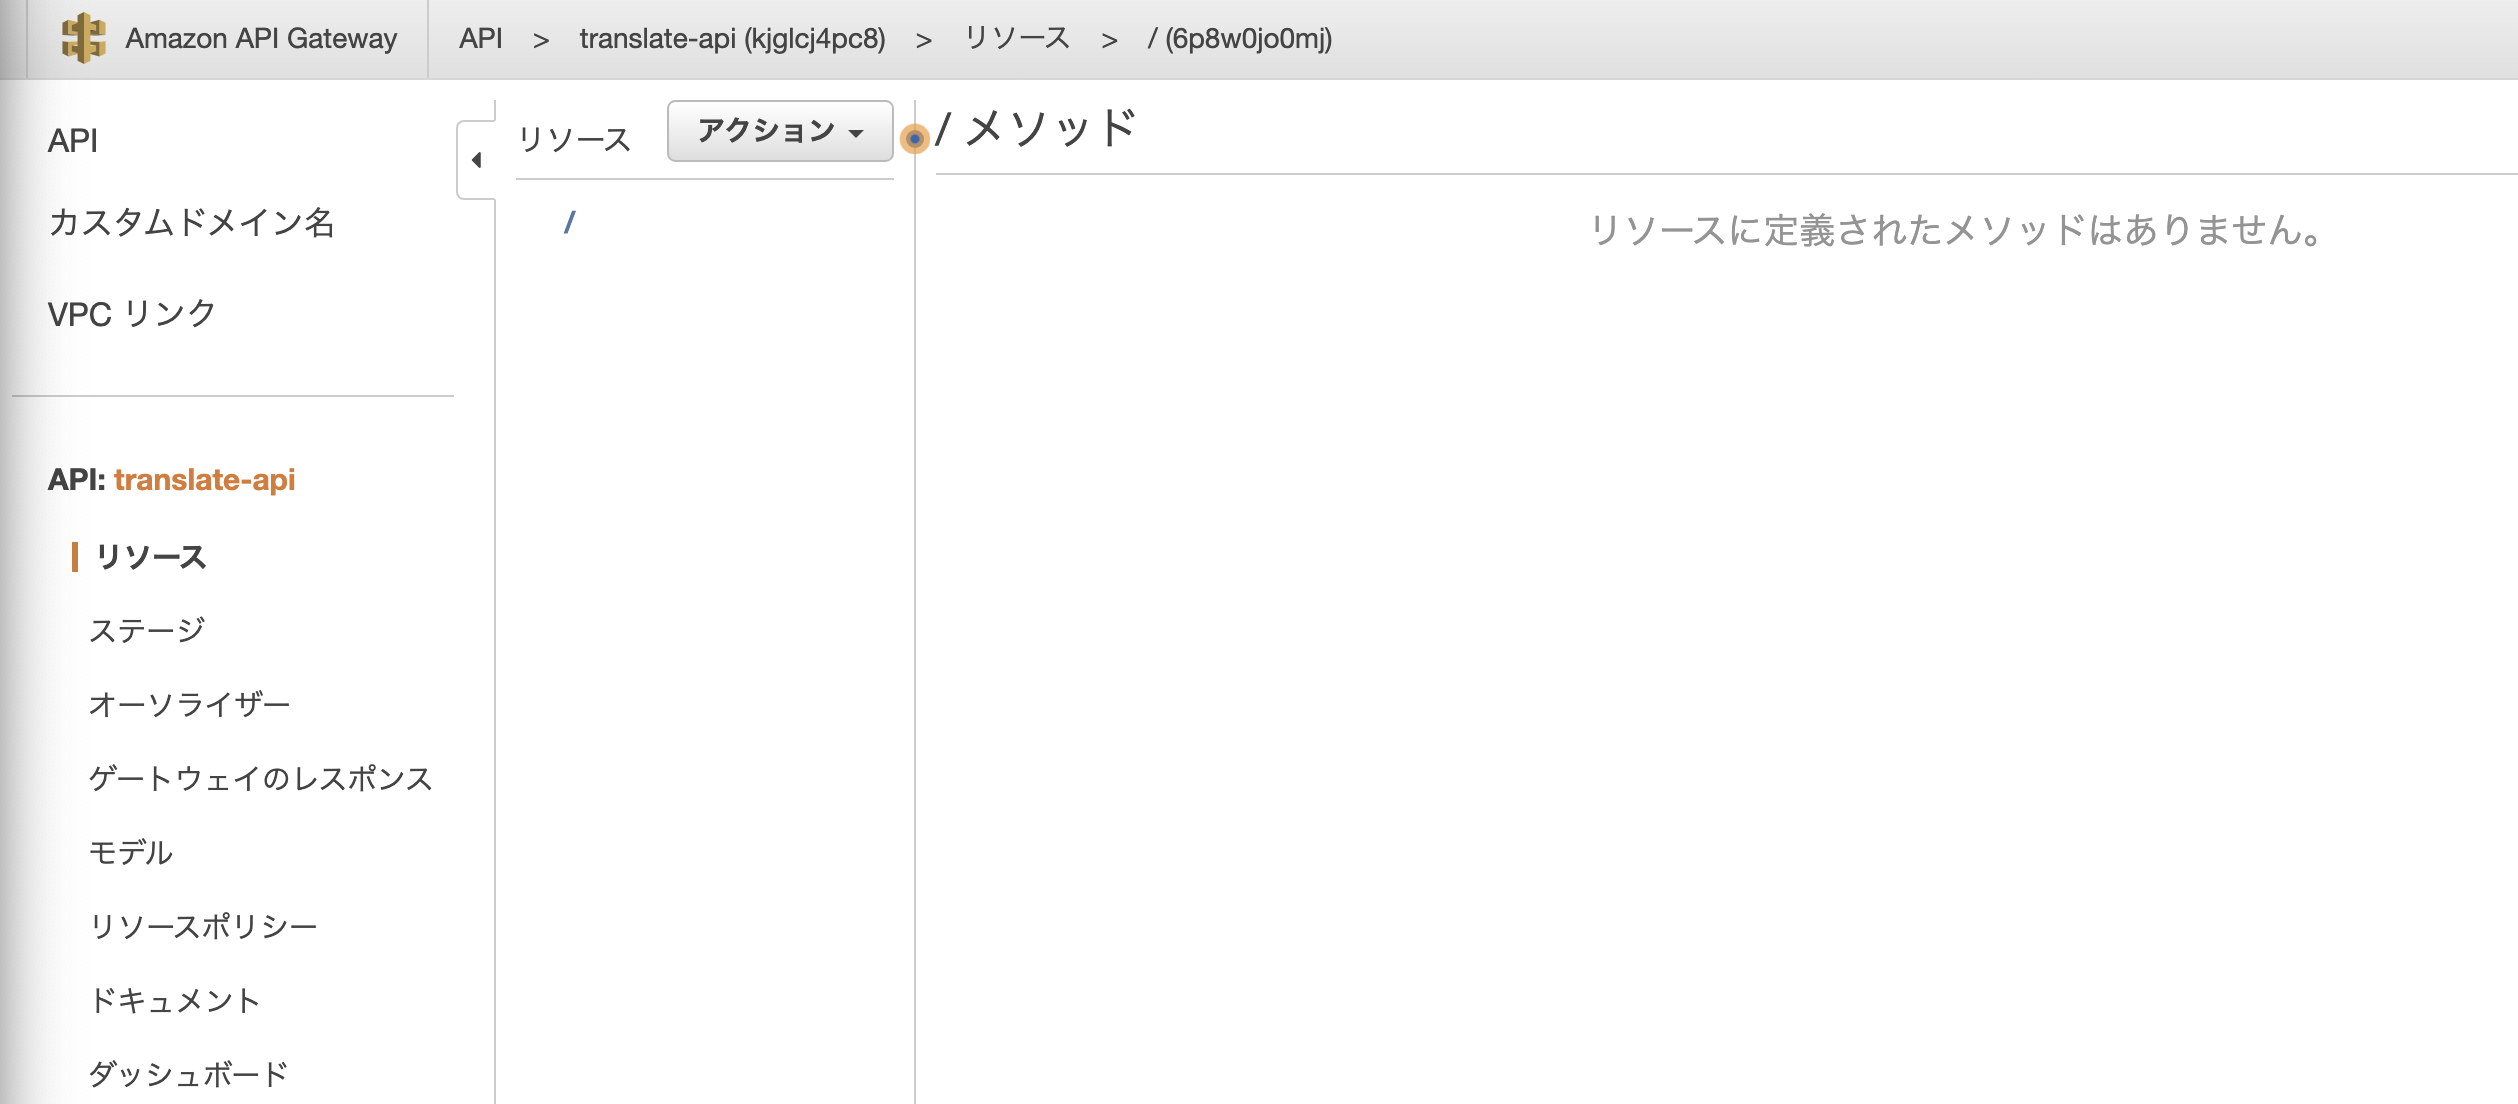 Amazon API Gateway API > translate-api (kjglcj4pc8) > リソース > / (6p8w0jo0mj)
API
カスタムドメイン名
VPC リンク
API: translate-api
リソース
ステージ
オーソライザー
ゲートウェイのレスポンス
モデル
リソースポリシー
ドキュメント
ダッシュボード
リソース アクション
/
/ メソッド
リソースに定義されたメソッドはありません。